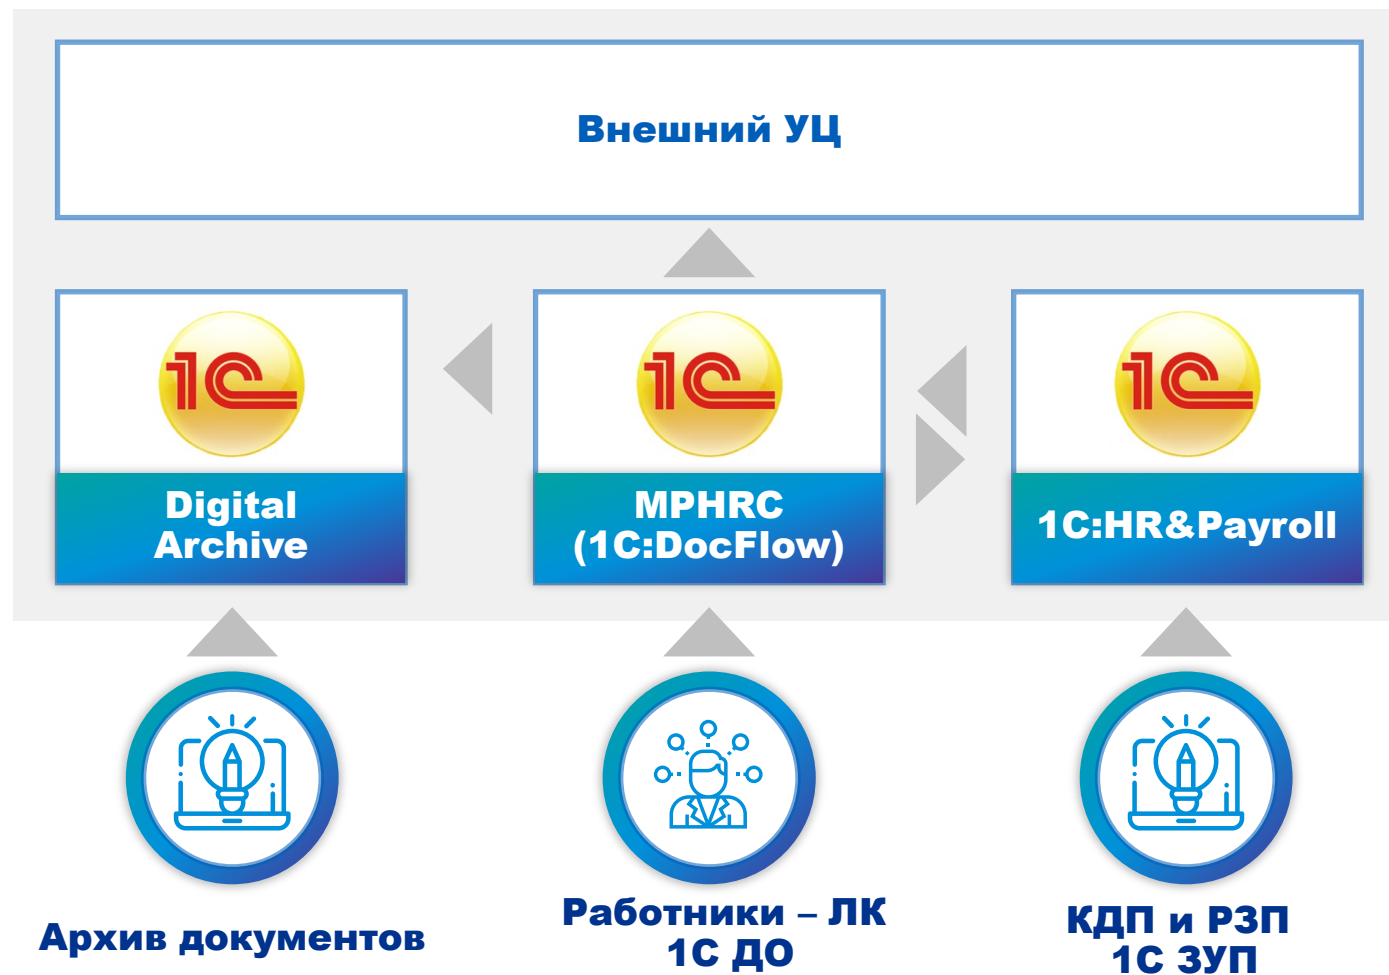 Внешний УЦ
1С
1С
1С
Digital
Archive
MPHRC
(1C:DocFlow)
1C:HR&Payroll
Архив документов
Работники – ЛК
1С ДО
КДП и РЗП
1С ЗУП